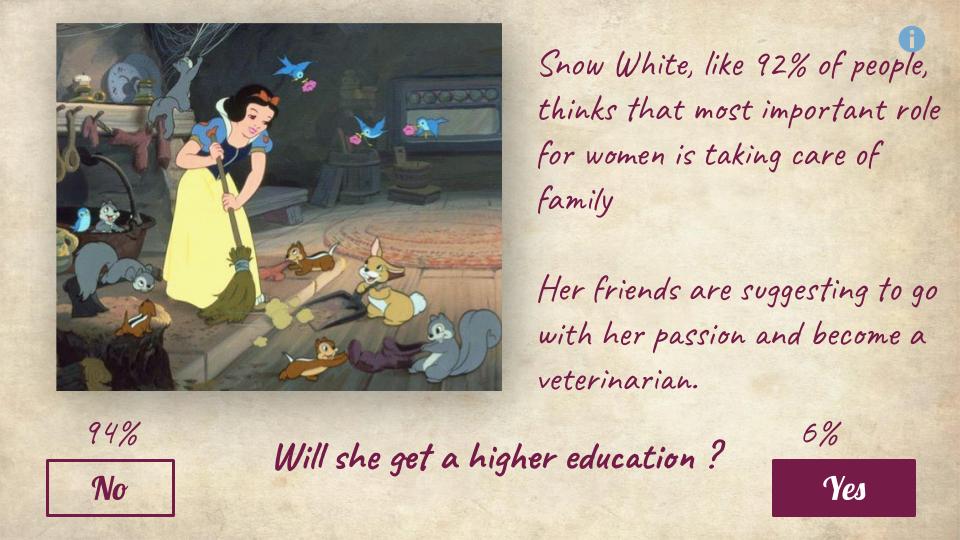 Snow White, like 92% of people,
thinks that most important role
for women is taking care of
family
Her friends are suggesting to go
with her passion and become a
veterinarian.
94%
6%
Will she get a higher education ?
No
Yes
i